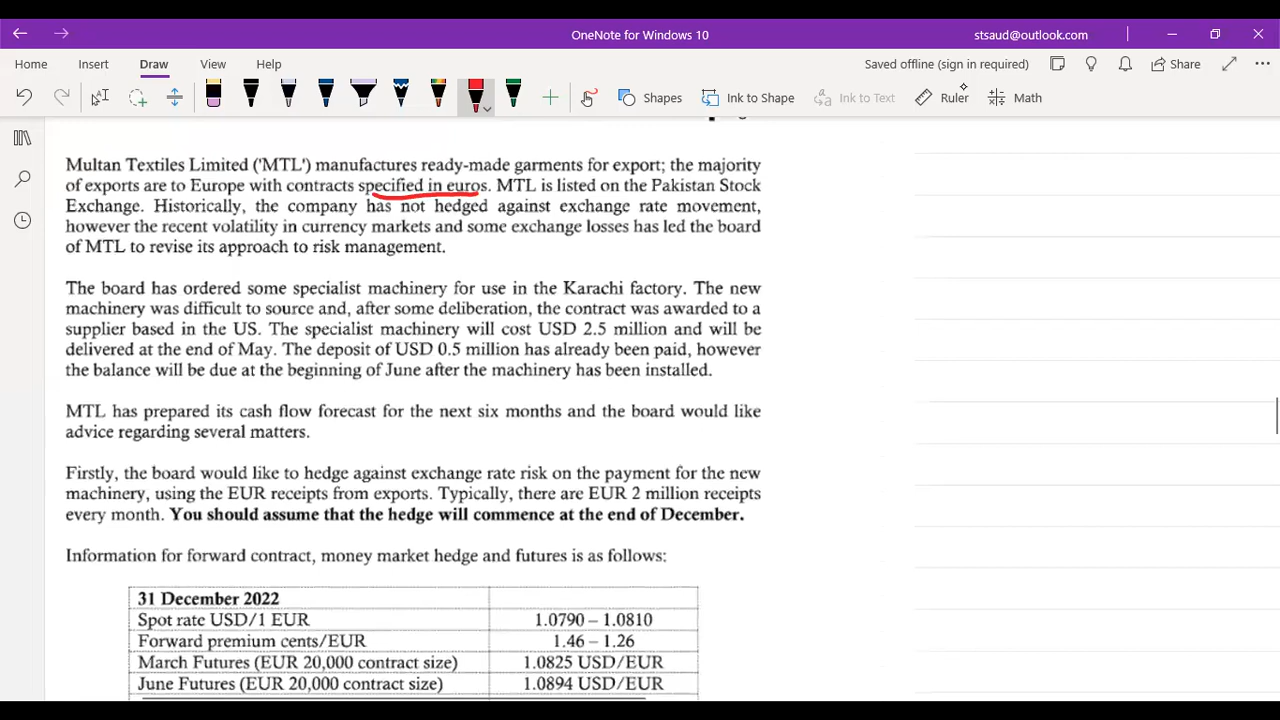 OneNote for Windows 10
stsaud@outlook.com
Home Insert Draw View Help
Saved offline (sign in required) Share
Shapes Ink to Shape Ink to Text Ruler Math
Multan Textiles Limited ('MTL') manufactures ready-made garments for export; the majority
of exports are to Europe with contracts specified in euros. MTL is listed on the Pakistan Stock
Exchange. Historically, the company has not hedged against exchange rate movement,
however the recent volatility in currency markets and some exchange losses has led the board
of MTL to revise its approach to risk management.
The board has ordered some specialist machinery for use in the Karachi factory. The new
machinery was difficult to source and, after some deliberation, the contract was awarded to a
supplier based in the US. The specialist machinery will cost USD 2.5 million and will be
delivered at the end of May. The deposit of USD 0.5 million has already been paid, however
the balance will be due at the beginning of June after the machinery has been installed.
MTL has prepared its cash flow forecast for the next six months and the board would like
advice regarding several matters.
Firstly, the board would like to hedge against exchange rate risk on the payment for the new
machinery, using the EUR receipts from exports. Typically, there are EUR 2 million receipts
every month. You should assume that the hedge will commence at the end of December.
Information for forward contract, money market hedge and futures is as follows:
31 December 2022
Spot rate USD/1 EUR 1.0790 – 1.0810
Forward premium cents/EUR 1.46 – 1.26
March Futures (EUR 20,000 contract size) 1.0825 USD/EUR
June Futures (EUR 20,000 contract size) 1.0894 USD/EUR